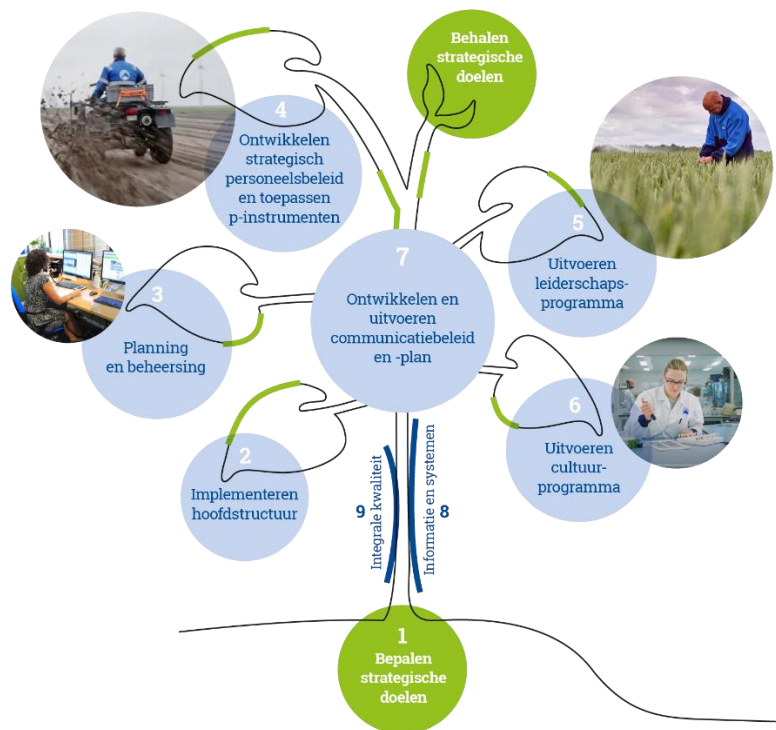 Behalen
strategische
doelen
4
Ontwikkelen
strategisch
personeelsbeleid
en toepassen
p-instrumenten
5
Uitvoeren
leiderschaps-
programma
7
Ontwikkelen en
uitvoeren
communicatiebeleid
en -plan
3
Planning
en beheersing
6
Uitvoeren
cultuur-
programma
2
Implementeren
hoofdstructuur
9
Integrale kwaliteit
Informatie en systemen
8
1
Bepalen
strategische
doelen